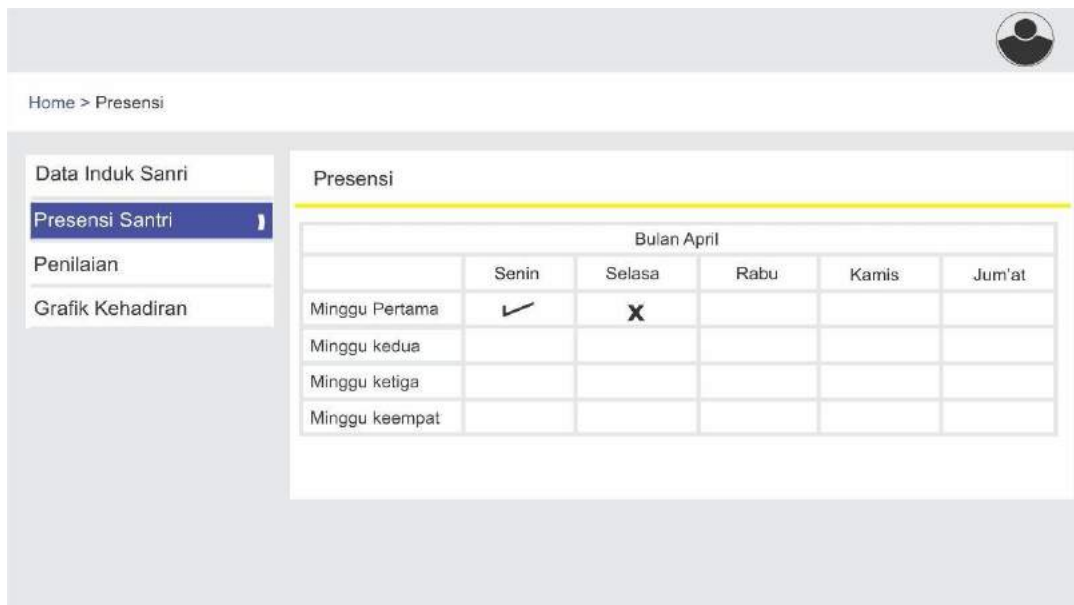 Home > Presensi
Data Induk Sanri
Presensi Santri
Penilaian
Grafik Kehadiran
Presensi
Bulan April
Senin Selasa Rabu Kamis Jum'at
Minggu Pertama ✓ X
Minggu kedua
Minggu ketiga
Minggu keempat